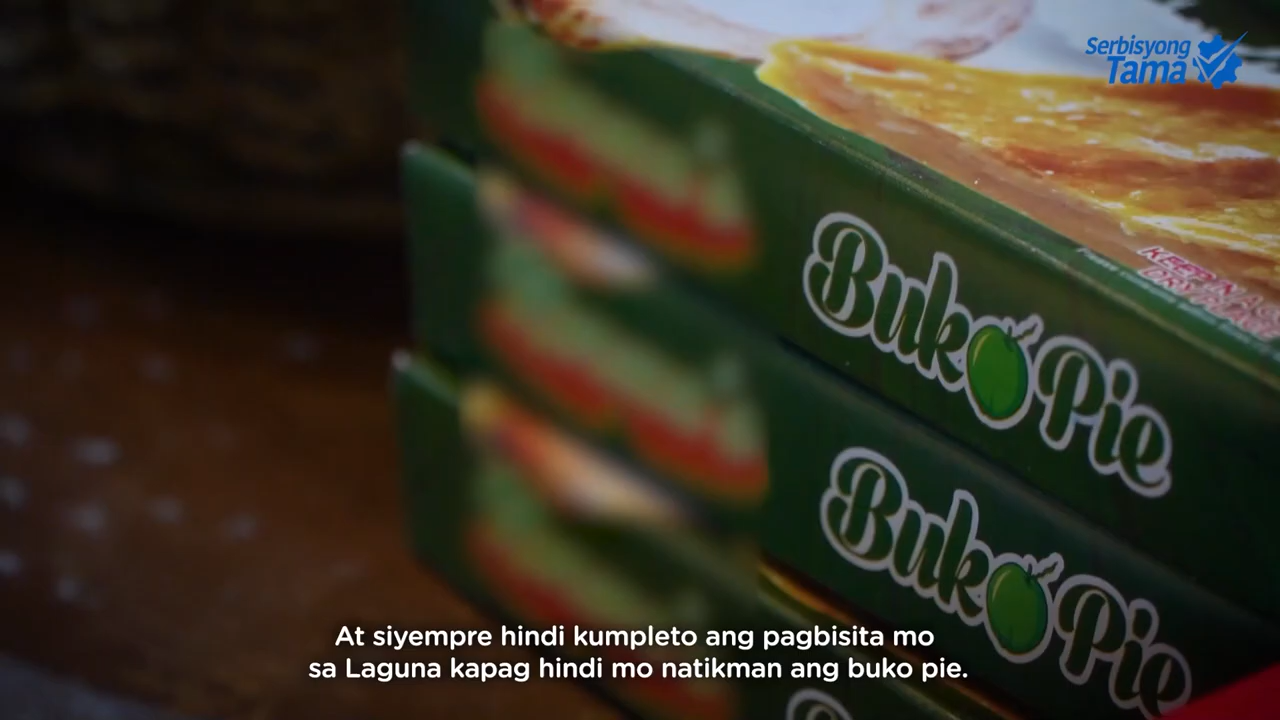 Serbisyong
Tama
Buko Pie
Buko Pie
At siyempre hindi kumpleto ang pagbisita mo
sa Laguna kapag hindi mo natikman ang buko pie.